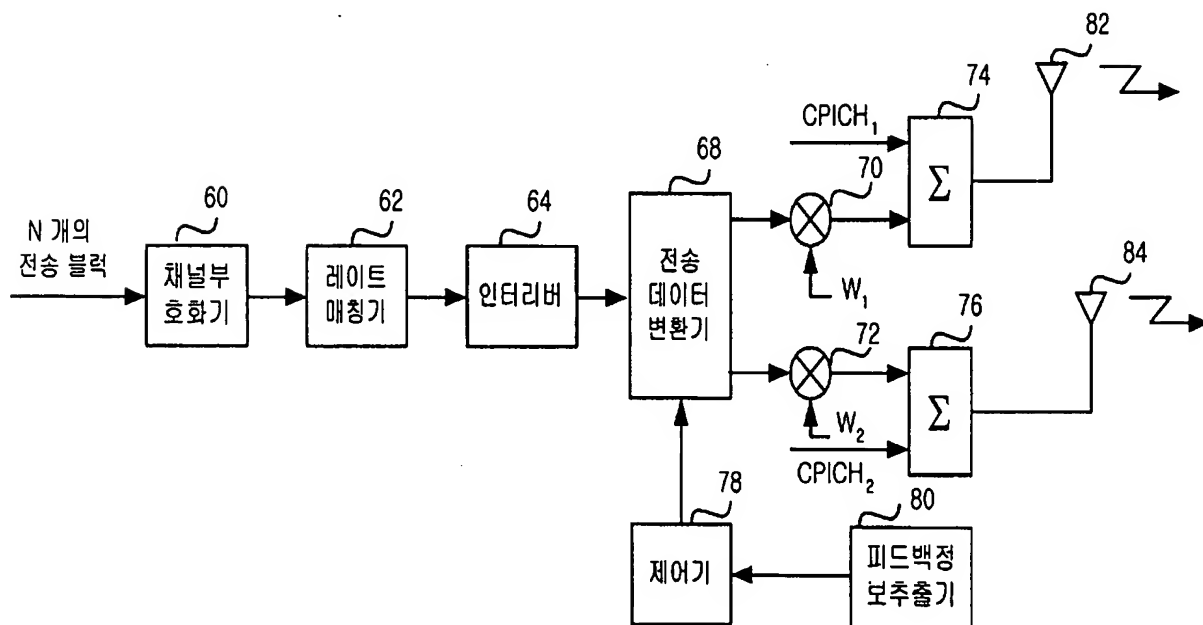 82
74
CPICH₁
68
70
60
62
64
Σ
N 개의
전송 블럭
채널부
호화기
레이트
매칭기
인터리버
전송
데이터
변환기
W₁
84
76
72
Σ
W₂
CPICH₂
78
80
제어기
피드백정
보추출기